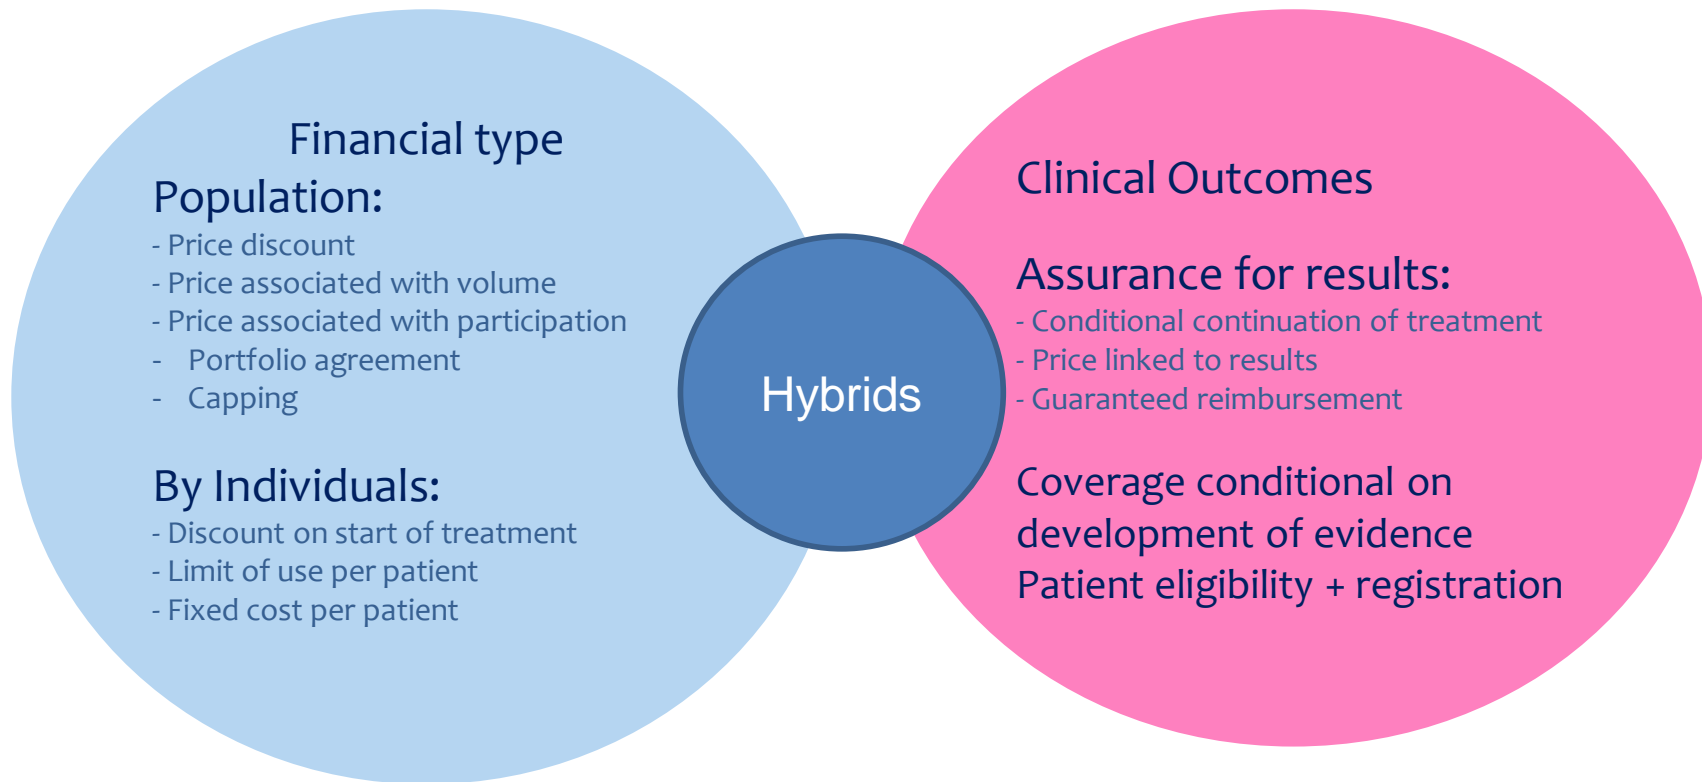 Financial type
Population:
- Price discount
- Price associated with volume
- Price associated with participation
- Portfolio agreement
- Capping
By Individuals:
- Discount on start of treatment
- Limit of use per patient
- Fixed cost per patient
Hybrids
Clinical Outcomes
Assurance for results:
- Conditional continuation of treatment
- Price linked to results
- Guaranteed reimbursement
Coverage conditional on
development of evidence
Patient eligibility + registration